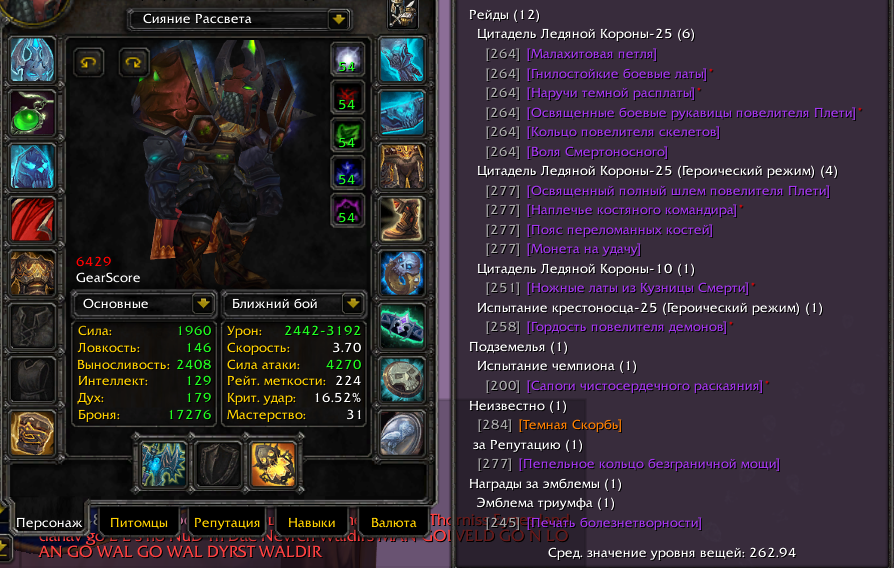 Сияние Рассвета
54
54
54
54
54
6429
GearScore
Основные
Ближний бой
Сила: 1960
Ловкость: 146
Выносливость: 2408
Интеллект: 129
Дух: 179
Броня: 17276
Урон: 2442-3192
Скорость: 3.70
Сила атаки: 4270
Рейт. меткости: 224
Крит. удар: 16.52%
Мастерство: 31
Персонаж
Питомцы
Репутация
Навыки
Валюта
AN GO WAL GO WAL DYRST WALDIR
Рейды (12)
Цитадель Ледяной Короны-25 (6)
[264] [Малахитовая петля]
[264] [Гнилостойкие боевые латы]*
[264] [Наручи темной расплаты]*
[264] [Освященные боевые рукавицы повелителя Плети]*
[264] [Кольцо повелителя скелетов]
[264] [Воля Смертоносного]
Цитадель Ледяной Короны-25 (Героический режим) (4)
[277] [Освященный полный шлем повелителя Плети]
[277] [Наплечье костяного командира]*
[277] [Пояс переломанных костей]
[277] [Монета на удачу]
Цитадель Ледяной Короны-10 (1)
[251] [Ножные латы из Кузницы Смерти]*
Испытание крестоносца-25 (Героический режим) (1)
[258] [Гордость повелителя демонов]*
Подземелья (1)
Испытание чемпиона (1)
[200] [Сапоги чистосердечного раскаяния]*
Неизвестно (1)
[284] [Темная Скорбь]
за Репутацию (1)
[277] [Пепельное кольцо безграничной мощи]
Награды за эмблемы (1)
Эмблема триумфа (1)
[245] [Печать болезнетворности]
Сред. значение уровня вещей: 262.94